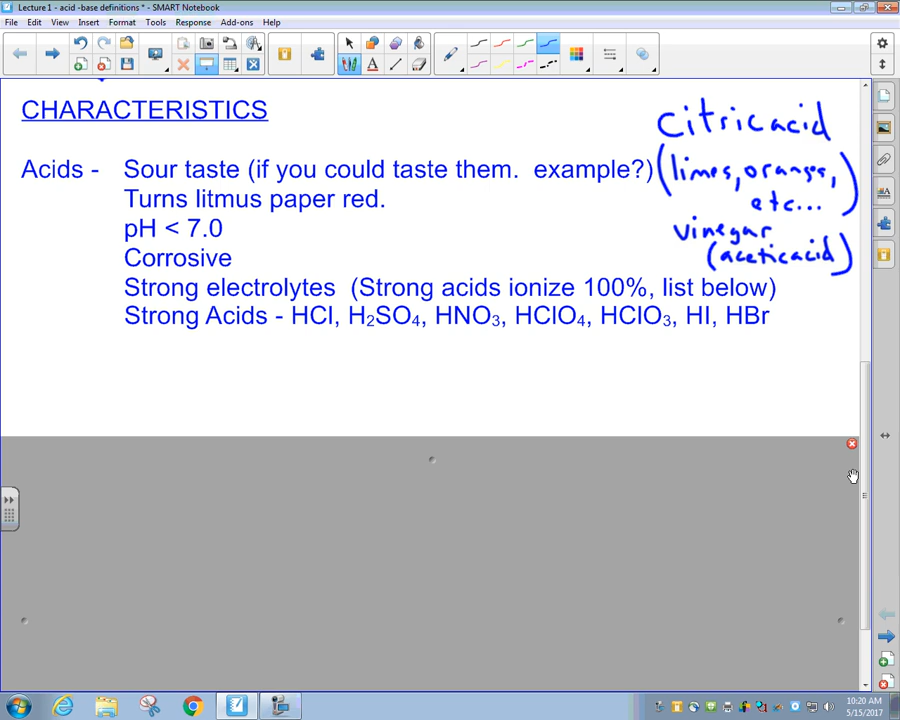 Lecture 1 - acid -base definitions * - SMART Notebook
File Edit View Insert Format Tools Response Add-ons Help
CHARACTERISTICS
citric acid
Acids - Sour taste (if you could taste them. example?) (limes, oranges,
etc...
Turns litmus paper red.
vinegar
pH < 7.0
(acetic acid)
Corrosive
Strong electrolytes (Strong acids ionize 100%, list below)
Strong Acids - HCl, H₂SO₄, HNO₃, HClO₄, HClO₃, HI, HBr
10:20 AM
5/15/2017